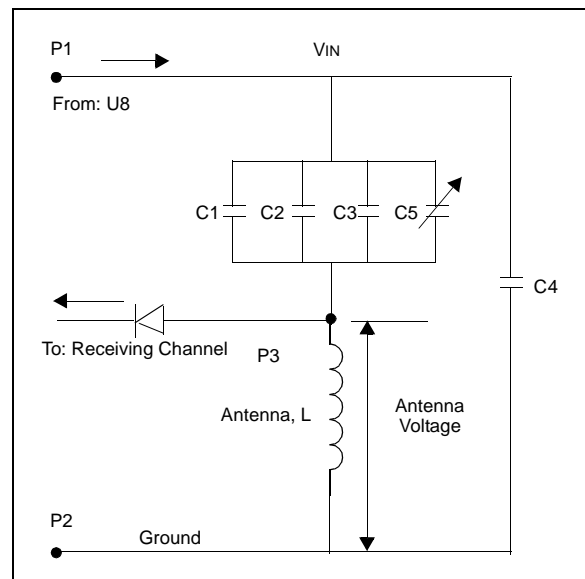 P1
VIN
From: U8
C1
C2
C3
C5
C4
To: Receiving Channel
P3
Antenna, L
Antenna
Voltage
P2
Ground